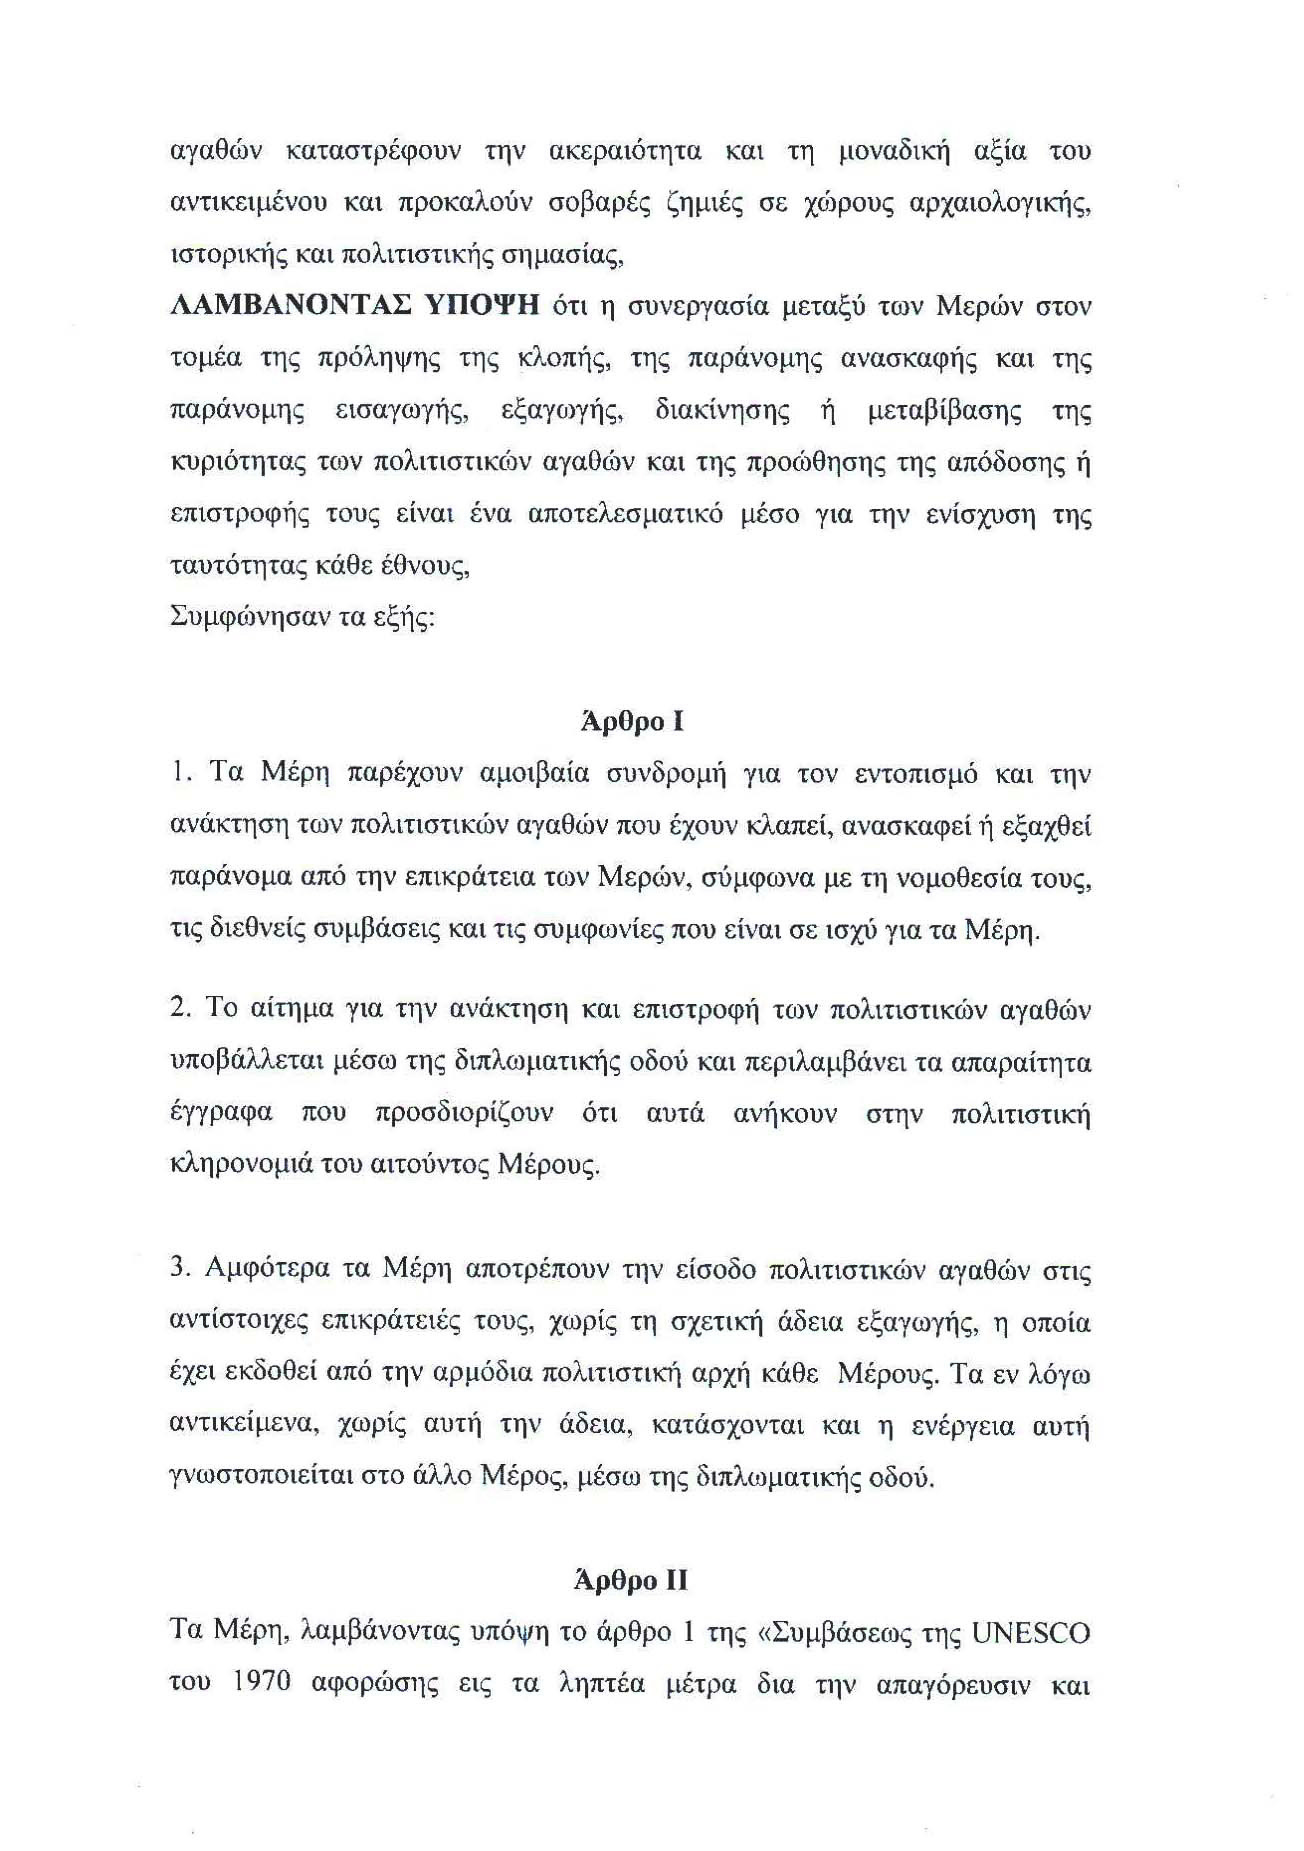 αγαθών καταστρέφουν την ακεραιότητα και τη μοναδική αξία του
αντικειμένου και προκαλούν σοβαρές ζημιές σε χώρους αρχαιολογικής,
ιστορικής και πολιτιστικής σημασίας,
ΛΑΜΒΑΝΟΝΤΑΣ ΥΠΟΨΗ ότι η συνεργασία μεταξύ των Μερών στον
τομέα της πρόληψης της κλοπής, της παράνομης ανασκαφής και της
παράνομης εισαγωγής, εξαγωγής, διακίνησης ή μεταβίβασης της
κυριότητας των πολιτιστικών αγαθών και της προώθησης της απόδοσης ή
επιστροφής τους είναι ένα αποτελεσματικό μέσο για την ενίσχυση της
ταυτότητας κάθε έθνους,
Συμφώνησαν τα εξής:
Άρθρο Ι
1. Τα Μέρη παρέχουν αμοιβαία συνδρομή για τον εντοπισμό και την
ανάκτηση των πολιτιστικών αγαθών που έχουν κλαπεί, ανασκαφεί ή εξαχθεί
παράνομα από την επικράτεια των Μερών, σύμφωνα με τη νομοθεσία τους,
τις διεθνείς συμβάσεις και τις συμφωνίες που είναι σε ισχύ για τα Μέρη.
2. Το αίτημα για την ανάκτηση και επιστροφή των πολιτιστικών αγαθών
υποβάλλεται μέσω της διπλωματικής οδού και περιλαμβάνει τα απαραίτητα
έγγραφα που προσδιορίζουν ότι αυτά ανήκουν στην πολιτιστική
κληρονομιά του αιτούντος Μέρους.
3. Αμφότερα τα Μέρη αποτρέπουν την είσοδο πολιτιστικών αγαθών στις
αντίστοιχες επικράτειές τους, χωρίς τη σχετική άδεια εξαγωγής, η οποία
έχει εκδοθεί από την αρμόδια πολιτιστική αρχή κάθε Μέρους. Τα εν λόγω
αντικείμενα, χωρίς αυτή την άδεια, κατάσχονται και η ενέργεια αυτή
γνωστοποιείται στο άλλο Μέρος, μέσω της διπλωματικής οδού.
Άρθρο ΙΙ
Τα Μέρη, λαμβάνοντας υπόψη το άρθρο 1 της «Συμβάσεως της UNESCO
του 1970 αφορώσης εις τα ληπτέα μέτρα δια την απαγόρευσιν και